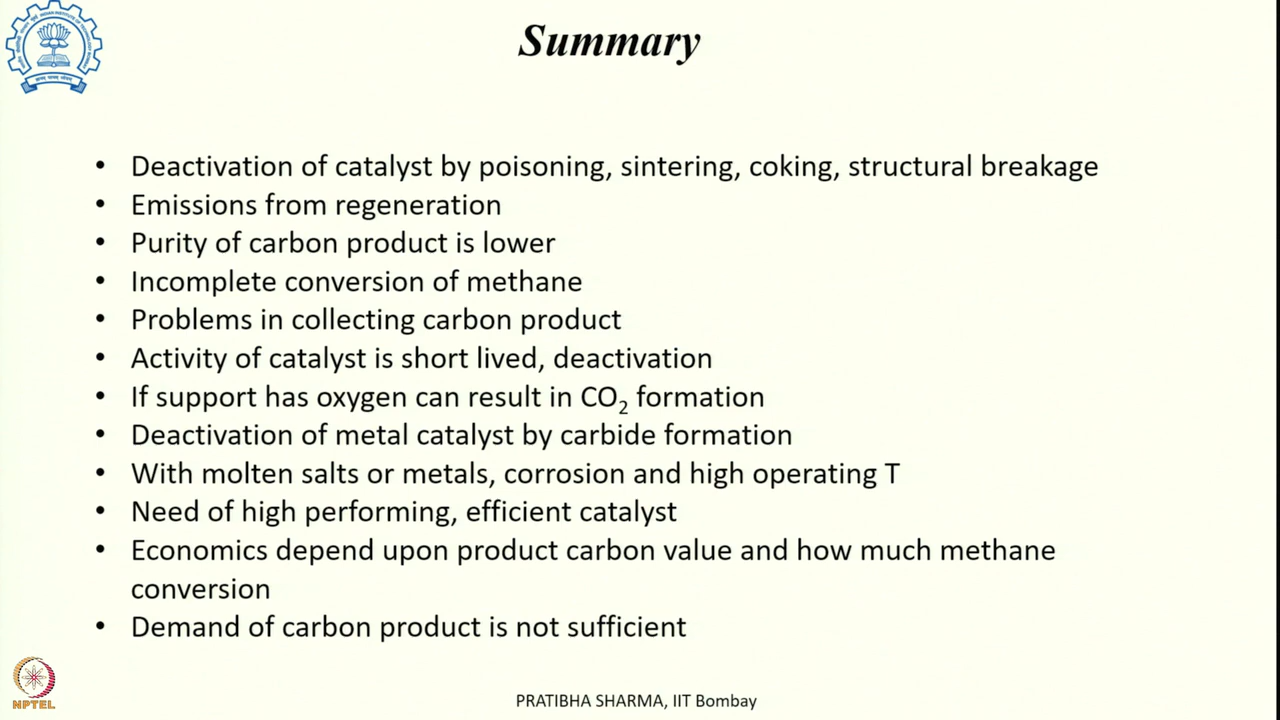 Summary
• Deactivation of catalyst by poisoning, sintering, coking, structural breakage
• Emissions from regeneration
• Purity of carbon product is lower
• Incomplete conversion of methane
• Problems in collecting carbon product
• Activity of catalyst is short lived, deactivation
• If support has oxygen can result in CO₂ formation
• Deactivation of metal catalyst by carbide formation
• With molten salts or metals, corrosion and high operating T
• Need of high performing, efficient catalyst
• Economics depend upon product carbon value and how much methane
conversion
• Demand of carbon product is not sufficient
NPTEL
PRATIBHA SHARMA, IIT Bombay